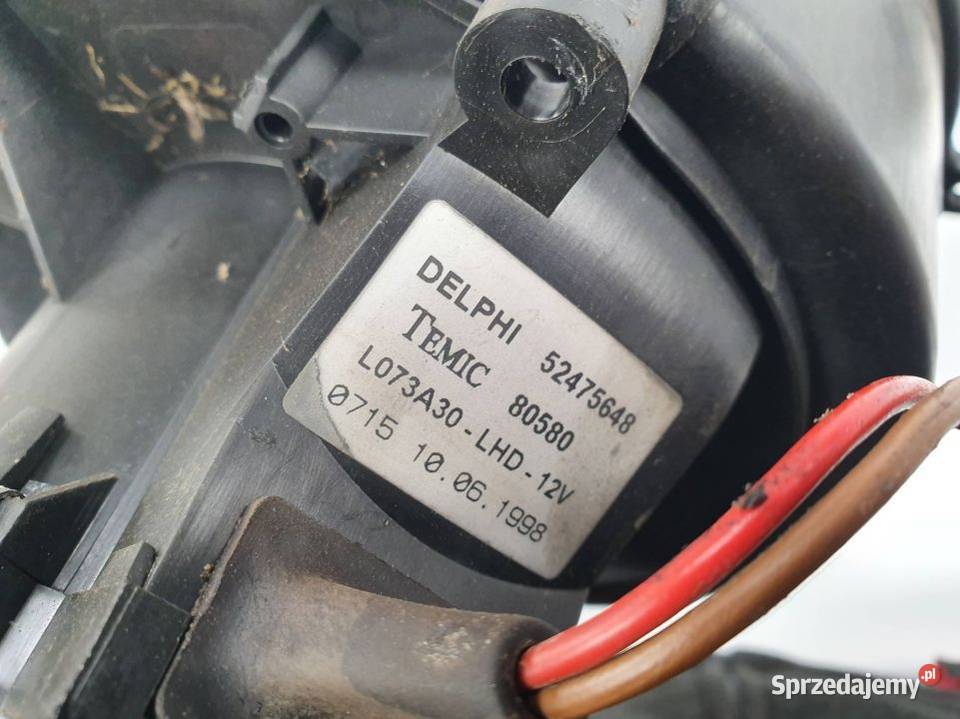 DELPHI 52475648
TEMIC 80580
L073A30-LHD-12V
0715 10.06.1998
Sprzedajemy.pl